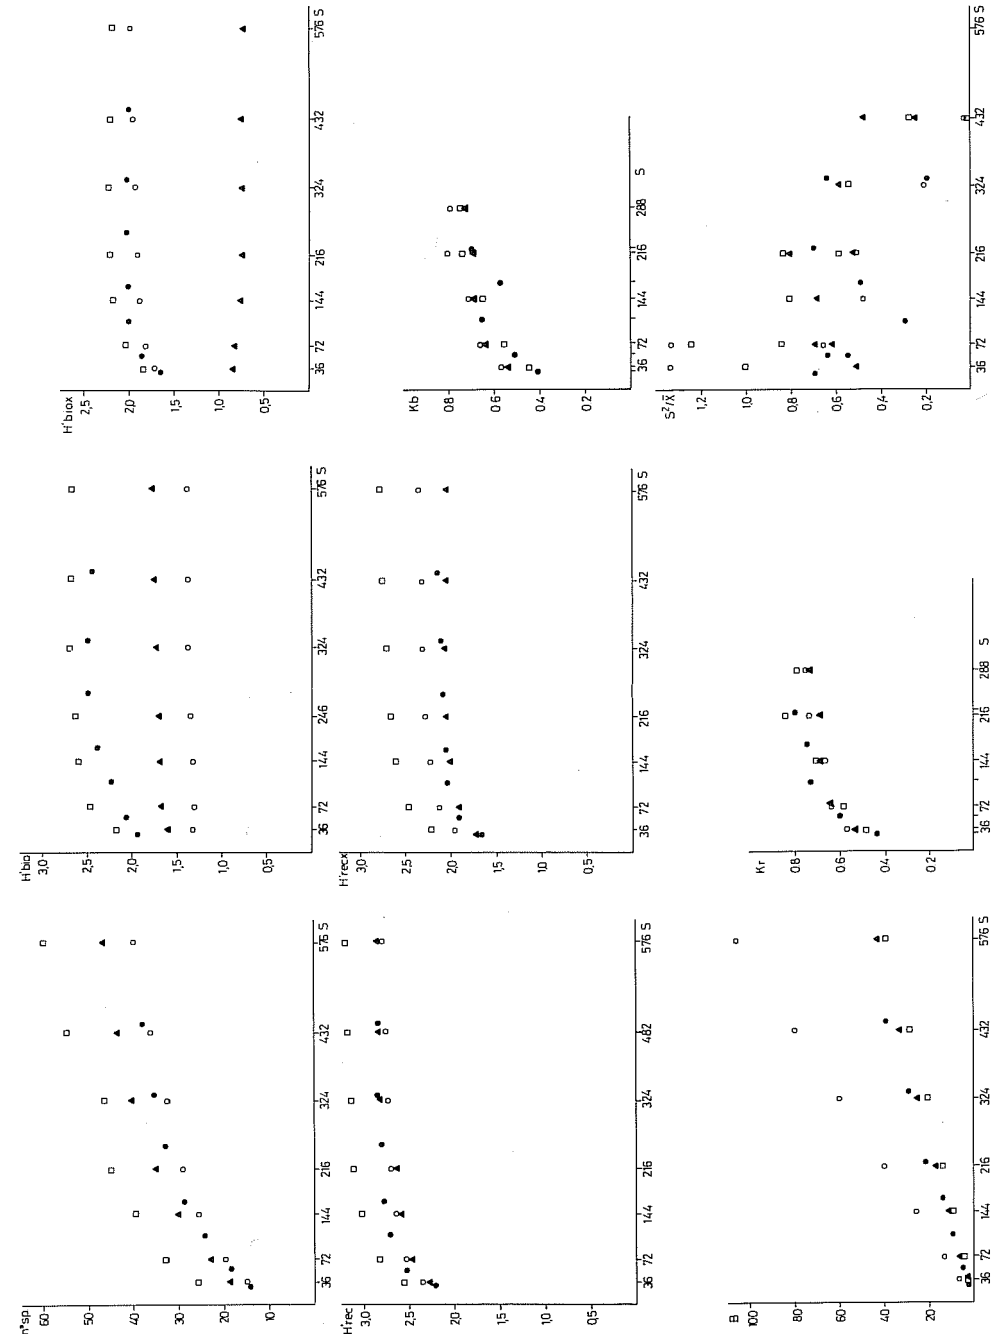 n°sp
60
50
40
30
20
10
36 72 144 216 324 432 576 S
H'bio
3,0
2,5
2,0
1,5
1,0
0,5
36 72 144 246 324 432 576 S
H'biox
2,5
2,0
1,5
1,0
0,5
36 72 144 216 324 432 576 S
H'rec
3,0
2,5
2,0
1,5
1,0
0,5
36 72 144 216 324 482 576 S
H'recx
3,0
2,5
2,0
1,5
1,0
0,5
36 72 144 216 324 432 576 S
Kb
0.8
0.6
0.4
0.2
36 72 144 216 288 S
B
100
80
60
40
20
36 72 144 216 324 432 576 S
Kr
0.8
0.6
0.4
0.2
36 72 144 216 288 S
S²/X̄
1,2
1,0
0,8
0,6
0,4
0,2
36 72 144 216 324 432 576 S